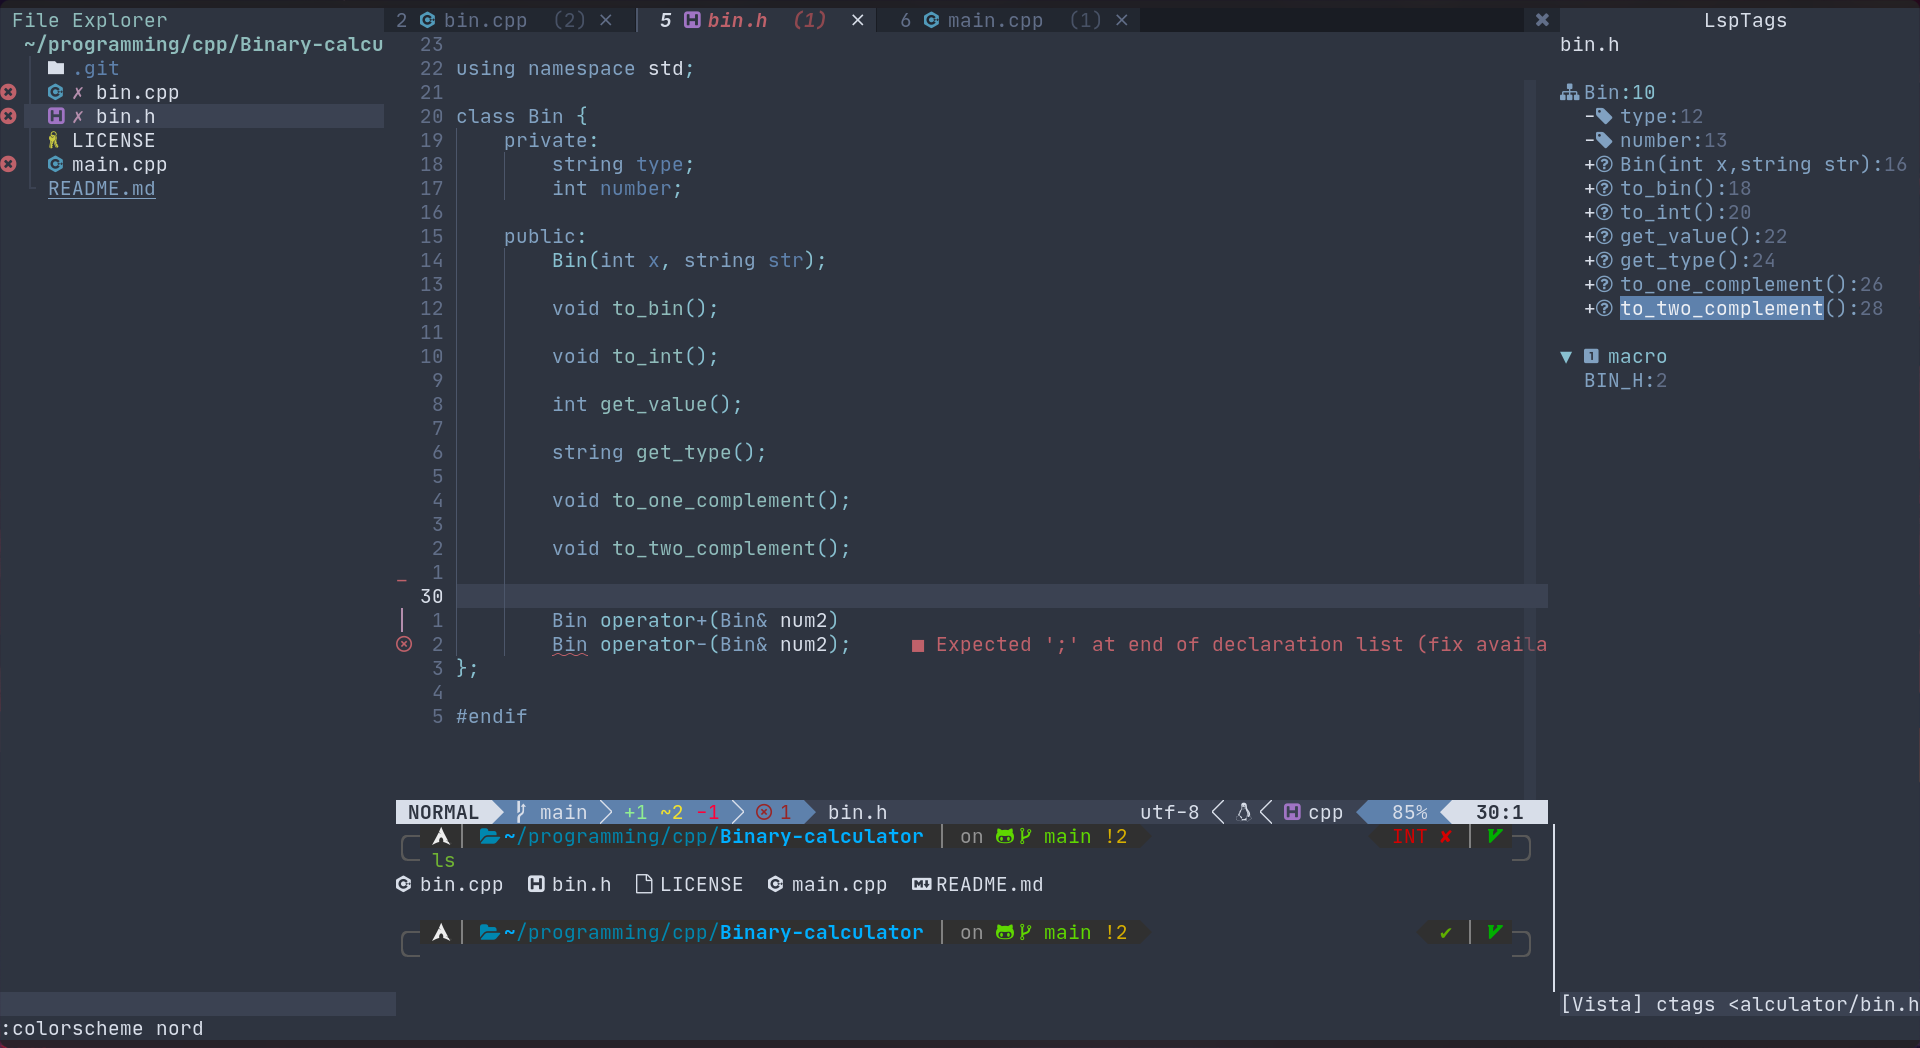 File Explorer
~/programming/cpp/Binary-calcu
.git
✗ bin.cpp
✗ bin.h
LICENSE
main.cpp
README.md
2 bin.cpp (2) ×
5 bin.h (1) ×
6 main.cpp (1) ×
23
22 using namespace std;
21
20 class Bin {
19 private:
18 string type;
17 int number;
16
15 public:
14 Bin(int x, string str);
13
12 void to_bin();
11
10 void to_int();
9
8 int get_value();
7
6 string get_type();
5
4 void to_one_complement();
3
2 void to_two_complement();
1
30
1 Bin operator+(Bin& num2)
2 Bin operator-(Bin& num2); ■ Expected ';' at end of declaration list (fix availa
3 };
4
5 #endif
NORMAL main +1 ~2 -1 1 bin.h utf-8 cpp 85% 30:1
~/programming/cpp/Binary-calculator on main !2 INT ✘
ls
bin.cpp bin.h LICENSE main.cpp README.md
~/programming/cpp/Binary-calculator on main !2 ✔
LspTags
bin.h
Bin:10
-type:12
-number:13
+Bin(int x,string str):16
+to_bin():18
+to_int():20
+get_value():22
+get_type():24
+to_one_complement():26
+to_two_complement():28
▼ macro
BIN_H:2
[Vista] ctags <alculator/bin.h
:colorscheme nord